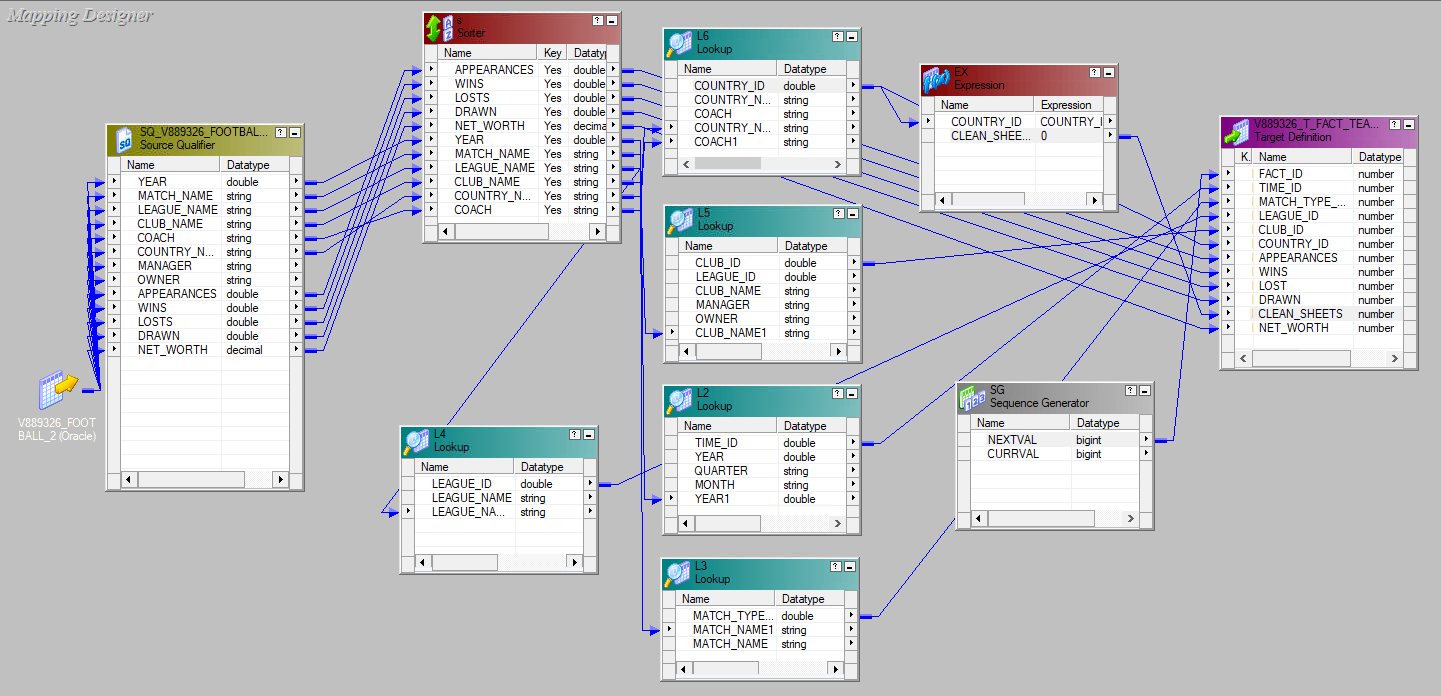 Mapping Designer
V889326_FOOT
BALL_2 (Oracle)
SQ_V889326_FOOTBAL...
Source Qualifier
Name Datatype
YEAR double
MATCH_NAME string
LEAGUE_NAME string
CLUB_NAME string
COACH string
COUNTRY_N... string
MANAGER string
OWNER string
APPEARANCES double
WINS double
LOSTS double
DRAWN double
NET_WORTH decimal
s
Sorter
Name Key Dataty
APPEARANCES Yes double
WINS Yes double
LOSTS Yes double
DRAWN Yes double
NET_WORTH Yes decima
YEAR Yes double
MATCH_NAME Yes string
LEAGUE_NAME Yes string
CLUB_NAME Yes string
COUNTRY_N... Yes string
COACH Yes string
L4
Lookup
Name Datatype
LEAGUE_ID double
LEAGUE_NAME string
LEAGUE_NA... string
L6
Lookup
Name Datatype
COUNTRY_ID double
COUNTRY_N... string
COACH string
COUNTRY_N... string
COACH1 string
L5
Lookup
Name Datatype
CLUB_ID double
LEAGUE_ID double
CLUB_NAME string
MANAGER string
OWNER string
CLUB_NAME1 string
L2
Lookup
Name Datatype
TIME_ID double
YEAR double
QUARTER string
MONTH string
YEAR1 double
L3
Lookup
Name Datatype
MATCH_TYPE... double
MATCH_NAME1 string
MATCH_NAME string
EX
Expression
Name Expression
COUNTRY_ID COUNTRY_I
CLEAN_SHEE... 0
SG
Sequence Generator
Name Datatype
NEXTVAL bigint
CURRVAL bigint
V889326_T_FACT_TEA...
Target Definition
K. Name Datatype
FACT_ID number
TIME_ID number
MATCH_TYPE_... number
LEAGUE_ID number
CLUB_ID number
COUNTRY_ID number
APPEARANCES number
WINS number
LOST number
DRAWN number
CLEAN_SHEETS number
NET_WORTH number